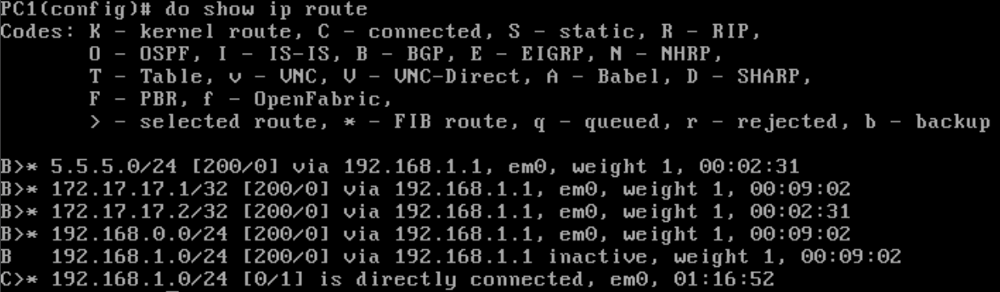 PC1(config)# do show ip route
Codes: K - kernel route, C - connected, S - static, R - RIP,
O - OSPF, I - IS-IS, B - BGP, E - EIGRP, N - NHRP,
T - Table, v - VNC, V - VNC-Direct, A - Babel, D - SHARP,
F - PBR, f - OpenFabric,
> - selected route, * - FIB route, q - queued, r - rejected, b - backup
B>* 5.5.5.0/24 [200/0] via 192.168.1.1, em0, weight 1, 00:02:31
B>* 172.17.17.1/32 [200/0] via 192.168.1.1, em0, weight 1, 00:09:02
B>* 172.17.17.2/32 [200/0] via 192.168.1.1, em0, weight 1, 00:02:31
B>* 192.168.0.0/24 [200/0] via 192.168.1.1, em0, weight 1, 00:09:02
B   192.168.1.0/24 [200/0] via 192.168.1.1 inactive, weight 1, 00:09:02
C>* 192.168.1.0/24 [0/1] is directly connected, em0, 01:16:52